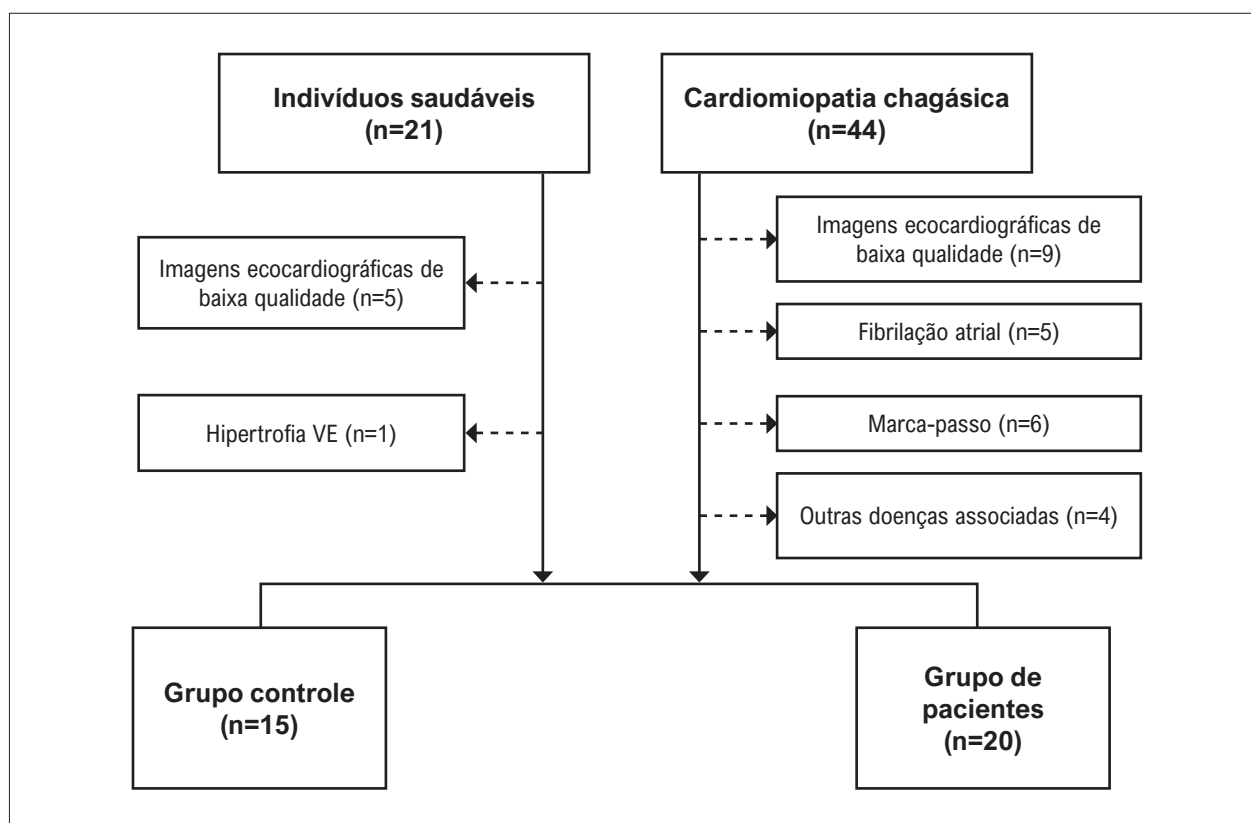 Indivíduos saudáveis
(n=21)
Cardiomiopatia chagásica
(n=44)
Imagens ecocardiográficas de
baixa qualidade (n=5)
Hipertrofia VE (n=1)
Imagens ecocardiográficas de
baixa qualidade (n=9)
Fibrilação atrial (n=5)
Marca-passo (n=6)
Outras doenças associadas (n=4)
Grupo controle
(n=15)
Grupo de
pacientes
(n=20)